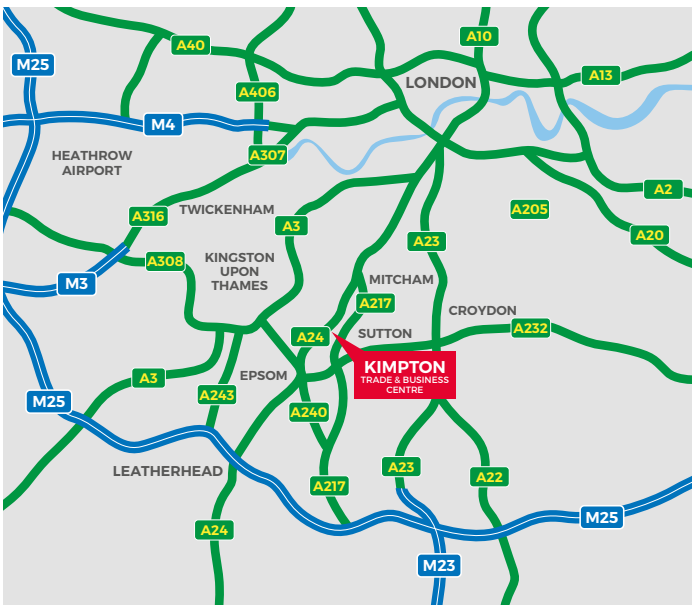 A10
A40
M25
A13
LONDON
A406
M4
HEATHROW
AIRPORT
A307
A2
TWICKENHAM
A316
A205
A3
A20
A23
A308
KINGSTON
UPON
THAMES
M3
MITCHAM
A217
CROYDON
A24
SUTTON
A232
KIMPTON
TRADE & BUSINESS
CENTRE
EPSOM
A3
A243
M25
A240
LEATHERHEAD
A23
A22
A217
M25
A24
M23